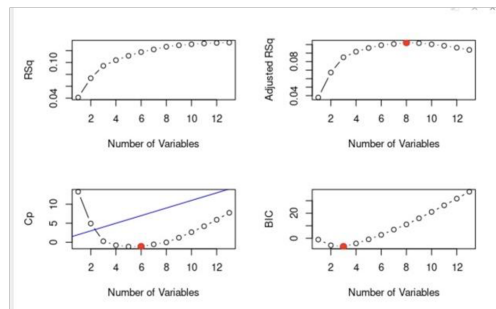 RSq
0.04 0.10
2 4 6 8 10 12
Number of Variables
Adjusted RSq
0.04 0.08
2 4 6 8 10 12
Number of Variables
Cp
0 5 10
2 4 6 8 10 12
Number of Variables
BIC
0 20
2 4 6 8 10 12
Number of Variables